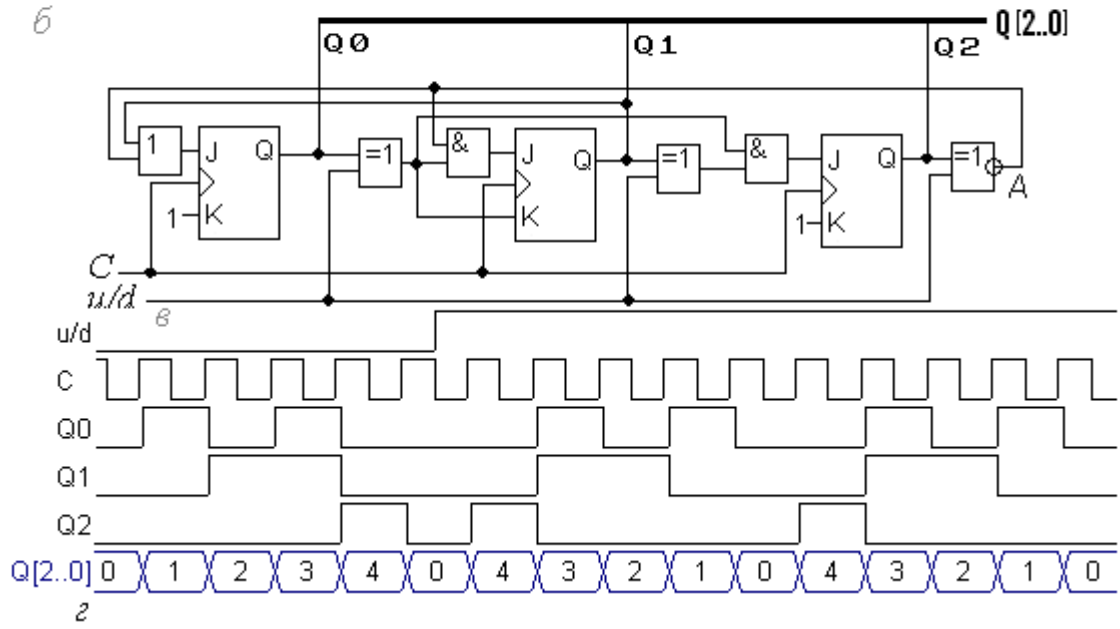 б
Q [2..0]
Q0 Q1 Q2
1 J Q =1 & J Q =1 & J Q =1
K K K A
1 1
C
u/d
в
u/d
C
Q0
Q1
Q2
Q[2..0] 0 1 2 3 4 0 4 3 2 1 0 4 3 2 1 0
г